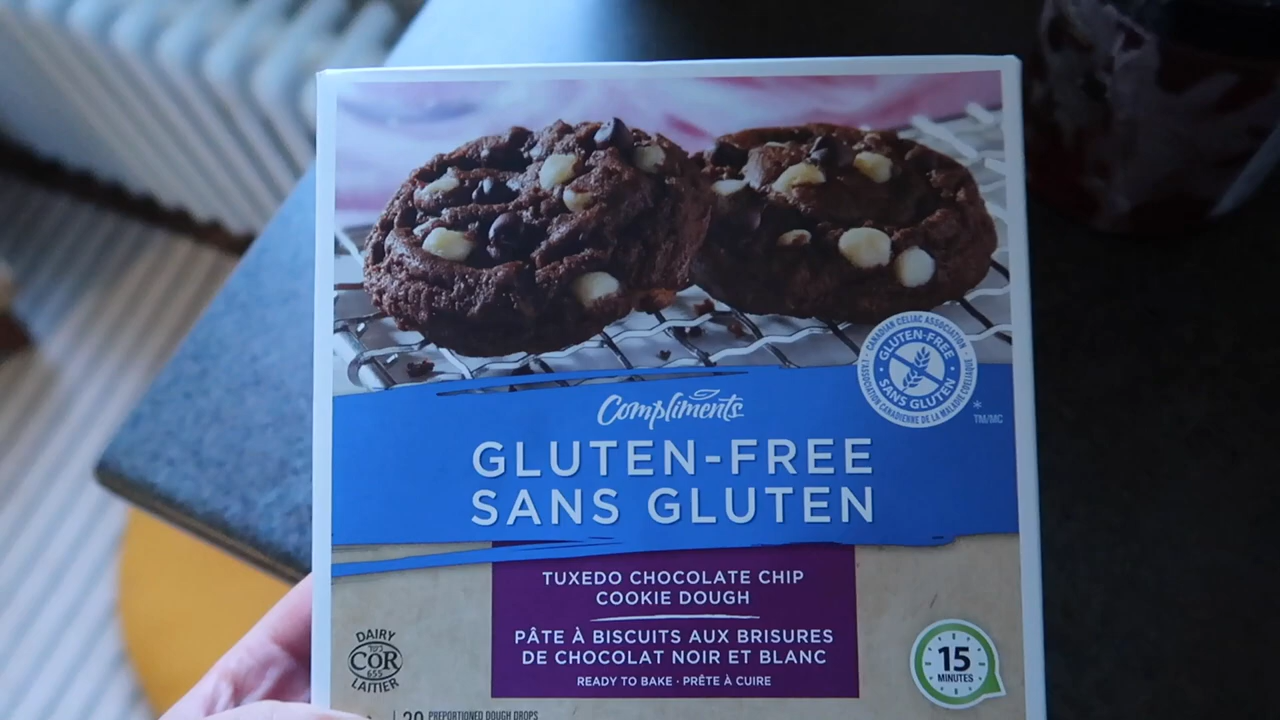 CANADIAN CELIAC ASSOCIATION
GLUTEN-FREE
SANS GLUTEN
L'ASSOCIATION CANADIENNE DE LA MALADIE COELIAQUE
*
TM/MC
Compliments
GLUTEN-FREE
SANS GLUTEN
TUXEDO CHOCOLATE CHIP
COOKIE DOUGH
PÂTE À BISCUITS AUX BRISURES
DE CHOCOLAT NOIR ET BLANC
READY TO BAKE · PRÊTE À CUIRE
DAIRY
COR
655
LAITIER
15
MINUTES
20 PREPORTIONED DOUGH DROPS